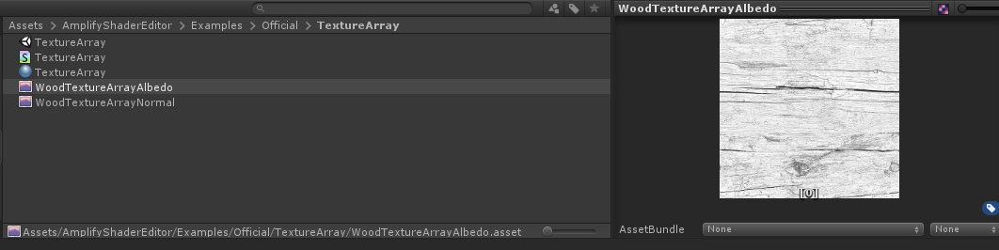 WoodTextureArrayAlbedo
Assets > AmplifyShaderEditor > Examples > Official > TextureArray
TextureArray
S TextureArray
TextureArray
WoodTextureArrayAlbedo
WoodTextureArrayNormal
[0]
AssetBundle None None
Assets/AmplifyShaderEditor/Examples/Official/TextureArray/WoodTextureArrayAlbedo.asset